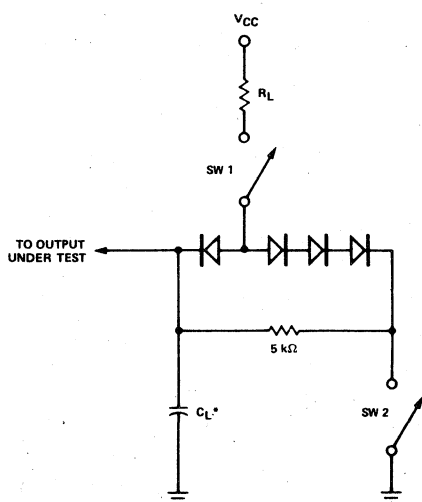 VCC
RL
SW 1
TO OUTPUT
UNDER TEST
5 kΩ
CL*
SW 2